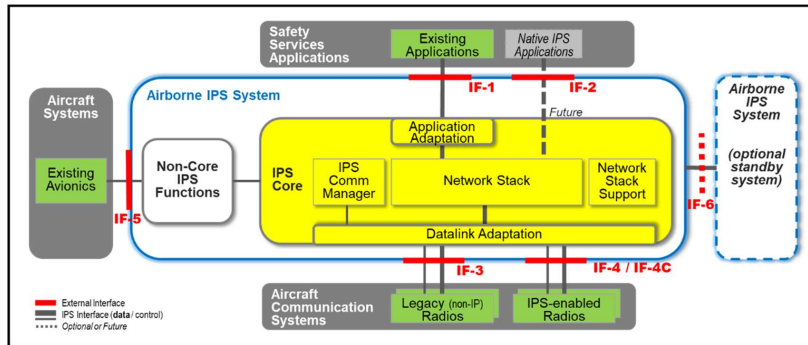 Safety
Services
Applications
Existing
Applications
Native IPS
Applications
IF-1
IF-2
Airborne IPS System
Future
Aircraft
Systems
Existing
Avionics
IF-5
Non-Core
IPS
Functions
IPS
Core
Application
Adaptation
IPS
Comm
Manager
Network Stack
Network
Stack
Support
Datalink Adaptation
IF-3
IF-4 / IF-4C
IF-6
Airborne
IPS
System
(optional
standby
system)
Aircraft
Communication
Systems
Legacy (non-IP)
Radios
IPS-enabled
Radios
External Interface
IPS Interface (data / control)
Optional or Future